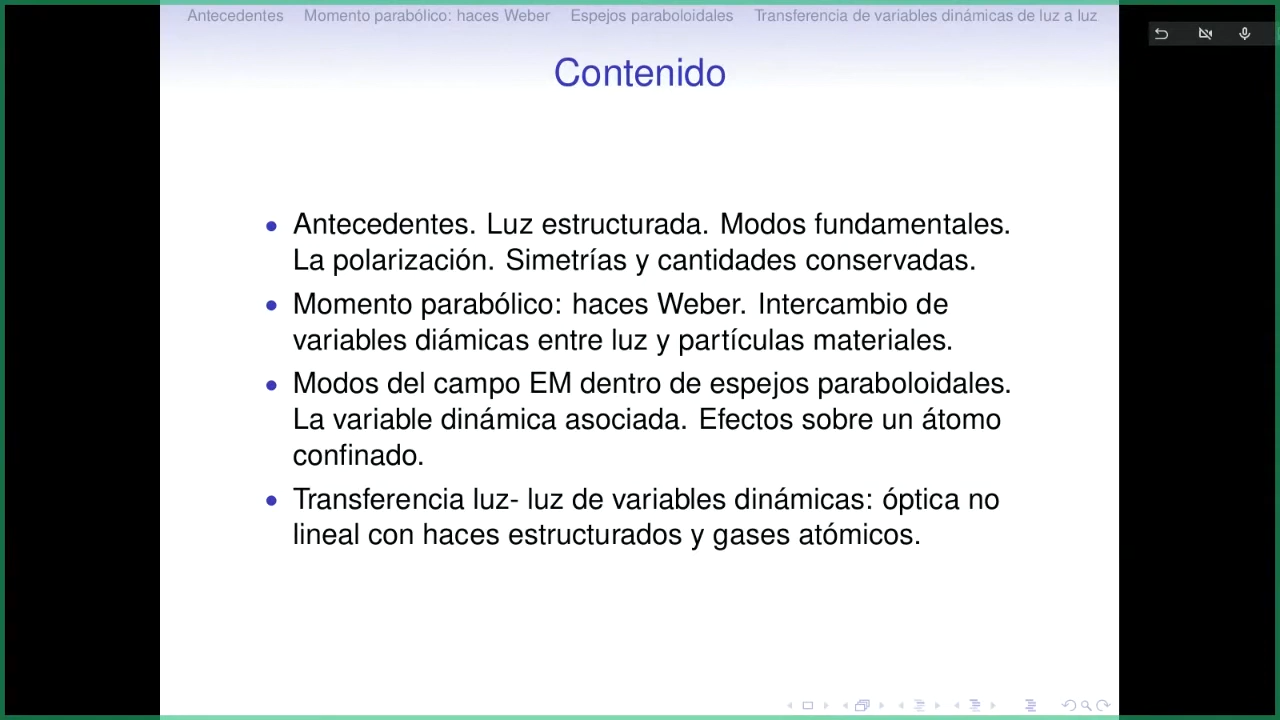 Antecedentes Momento parabólico: haces Weber Espejos paraboloidales Transferencia de variables dinámicas de luz a luz
Contenido
• Antecedentes. Luz estructurada. Modos fundamentales.
La polarización. Simetrías y cantidades conservadas.
• Momento parabólico: haces Weber. Intercambio de
variables diámicas entre luz y partículas materiales.
• Modos del campo EM dentro de espejos paraboloidales.
La variable dinámica asociada. Efectos sobre un átomo
confinado.
• Transferencia luz- luz de variables dinámicas: óptica no
lineal con haces estructurados y gases atómicos.